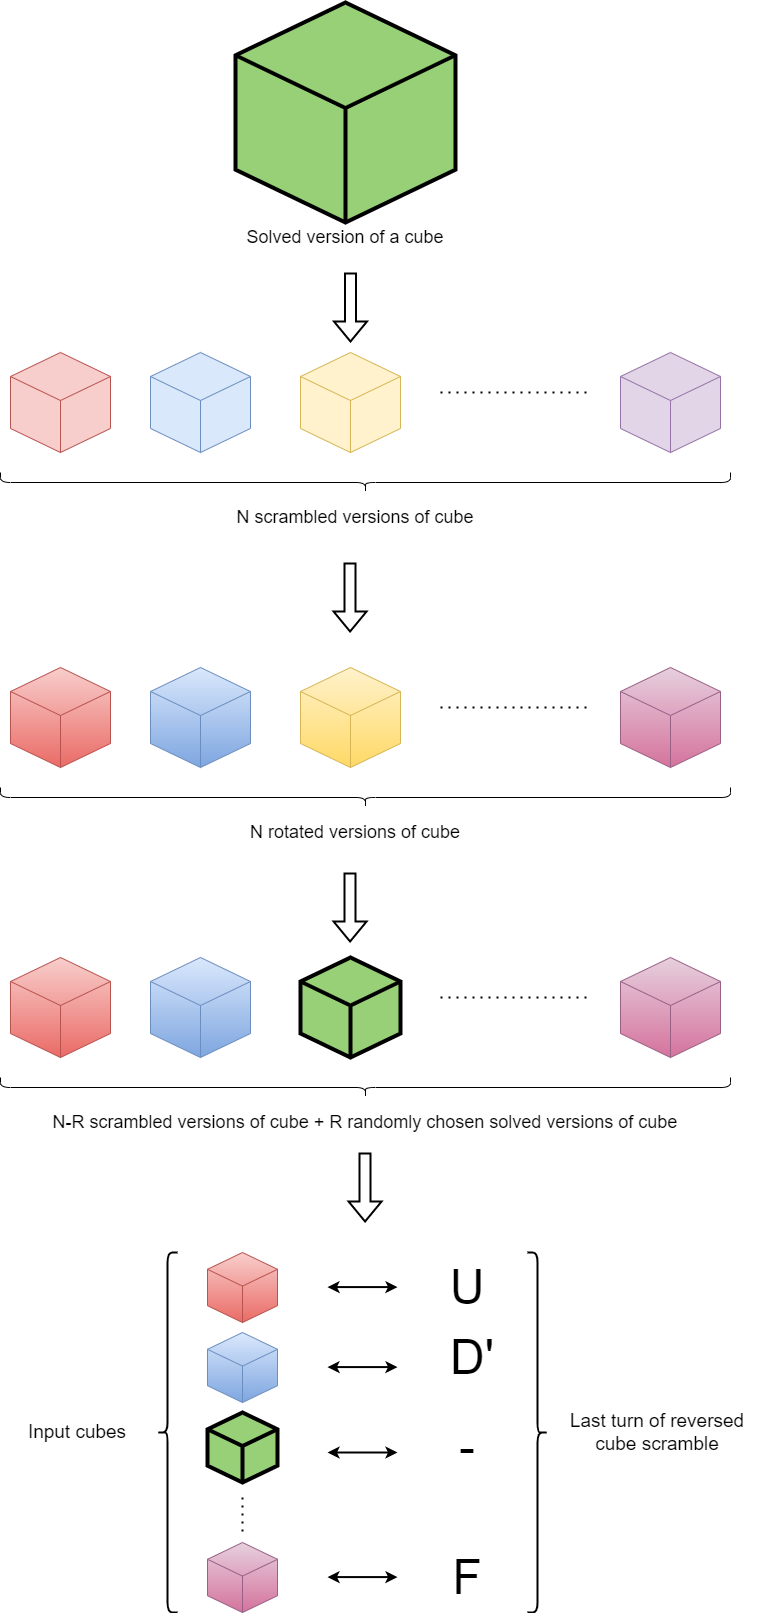 Solved version of a cube
N scrambled versions of cube
N rotated versions of cube
N-R scrambled versions of cube + R randomly chosen solved versions of cube
U
D'
Input cubes
-
Last turn of reversed
cube scramble
F